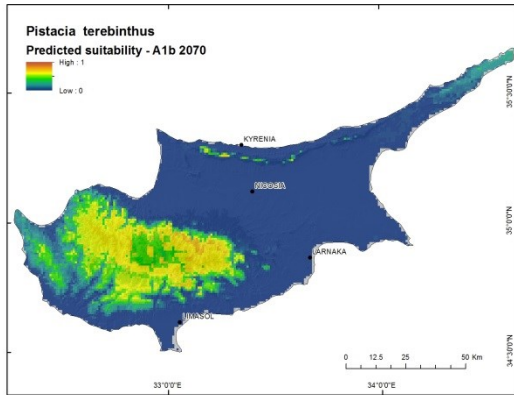 Pistacia terebinthus
Predicted suitability - A1b 2070
High : 1
Low : 0
KYRENIA
NICOSIA
LARNAKA
LIMASOL
0 12.5 25 50 Km
33°0'0"E 34°0'0"E
35°30'0"N
35°0'0"N
34°30'0"N